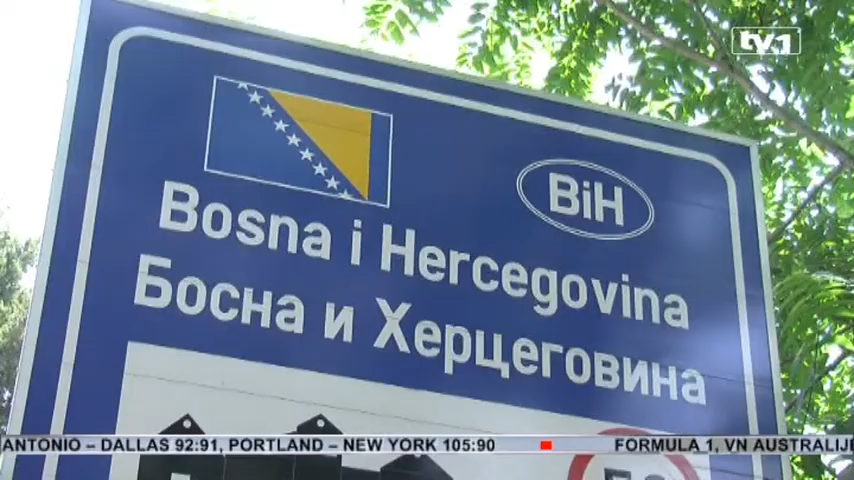 tv1
BiH
Bosna i Hercegovina
Босна и Херцеговина
ANTONIO – DALLAS 92:91, PORTLAND – NEW YORK 105:90 FORMULA 1, VN AUSTRALIJE